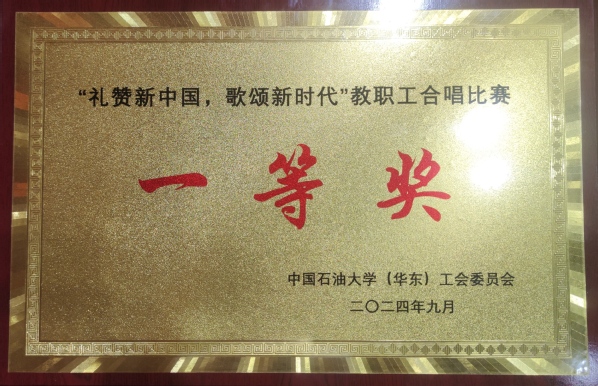 “礼赞新中国，歌颂新时代”教职工合唱比赛
一等奖
中国石油大学（华东）工会委员会
二〇二四年九月